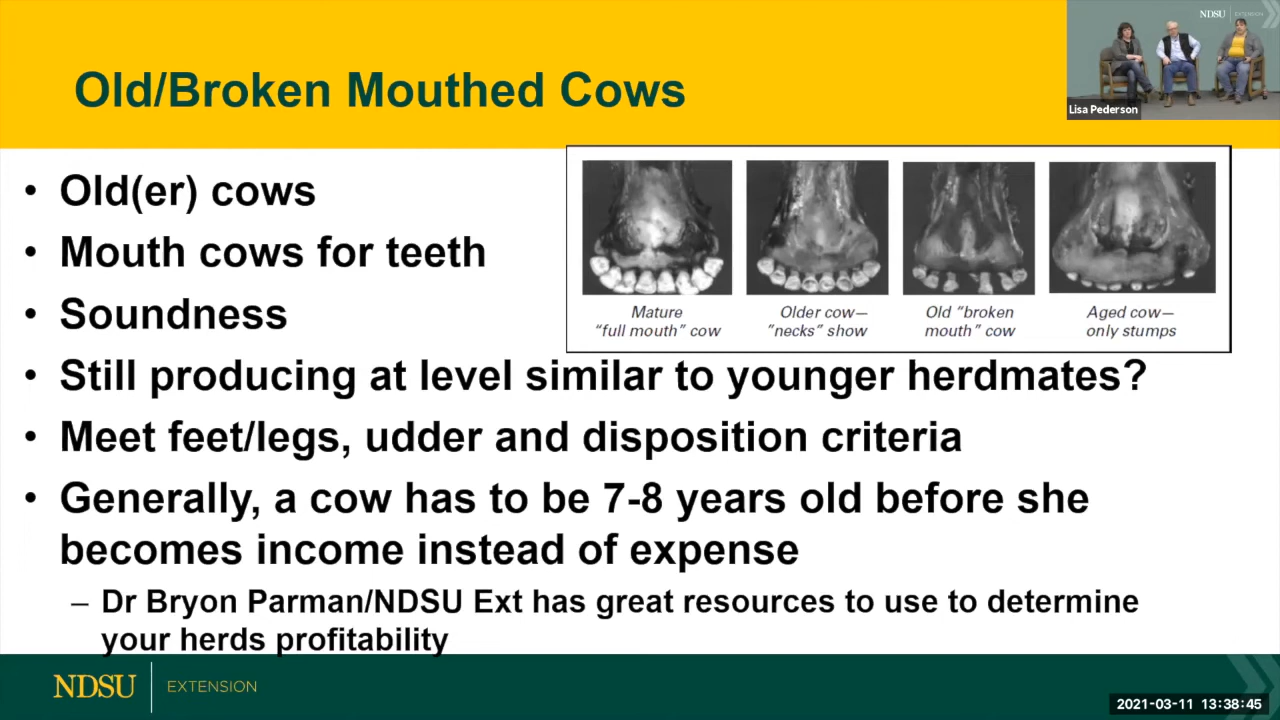 NDSU EXTENSION
Old/Broken Mouthed Cows
Lisa Pederson
• Old(er) cows
• Mouth cows for teeth
• Soundness
Mature
“full mouth” cow
Older cow—
”necks” show
Old “broken
mouth” cow
Aged cow—
only stumps
• Still producing at level similar to younger herdmates?
• Meet feet/legs, udder and disposition criteria
• Generally, a cow has to be 7-8 years old before she
becomes income instead of expense
– Dr Bryon Parman/NDSU Ext has great resources to use to determine
your herds profitability
NDSU EXTENSION
2021-03-11 13:38:45